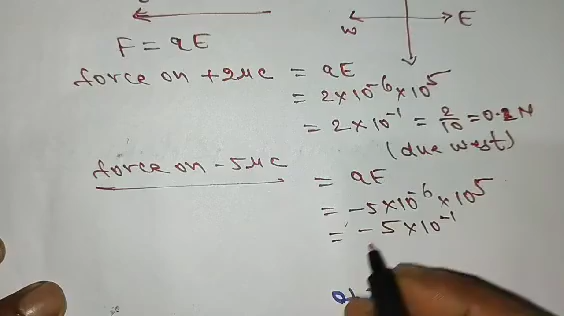 W E
F = qE
force on +2μc = qE
= 2×10⁻⁶×10⁵
= 2×10⁻¹ = 2/10 = 0.2N
(due west)
force on -5μc = qE
= -5×10⁻⁶×10⁵
= -5×10⁻¹